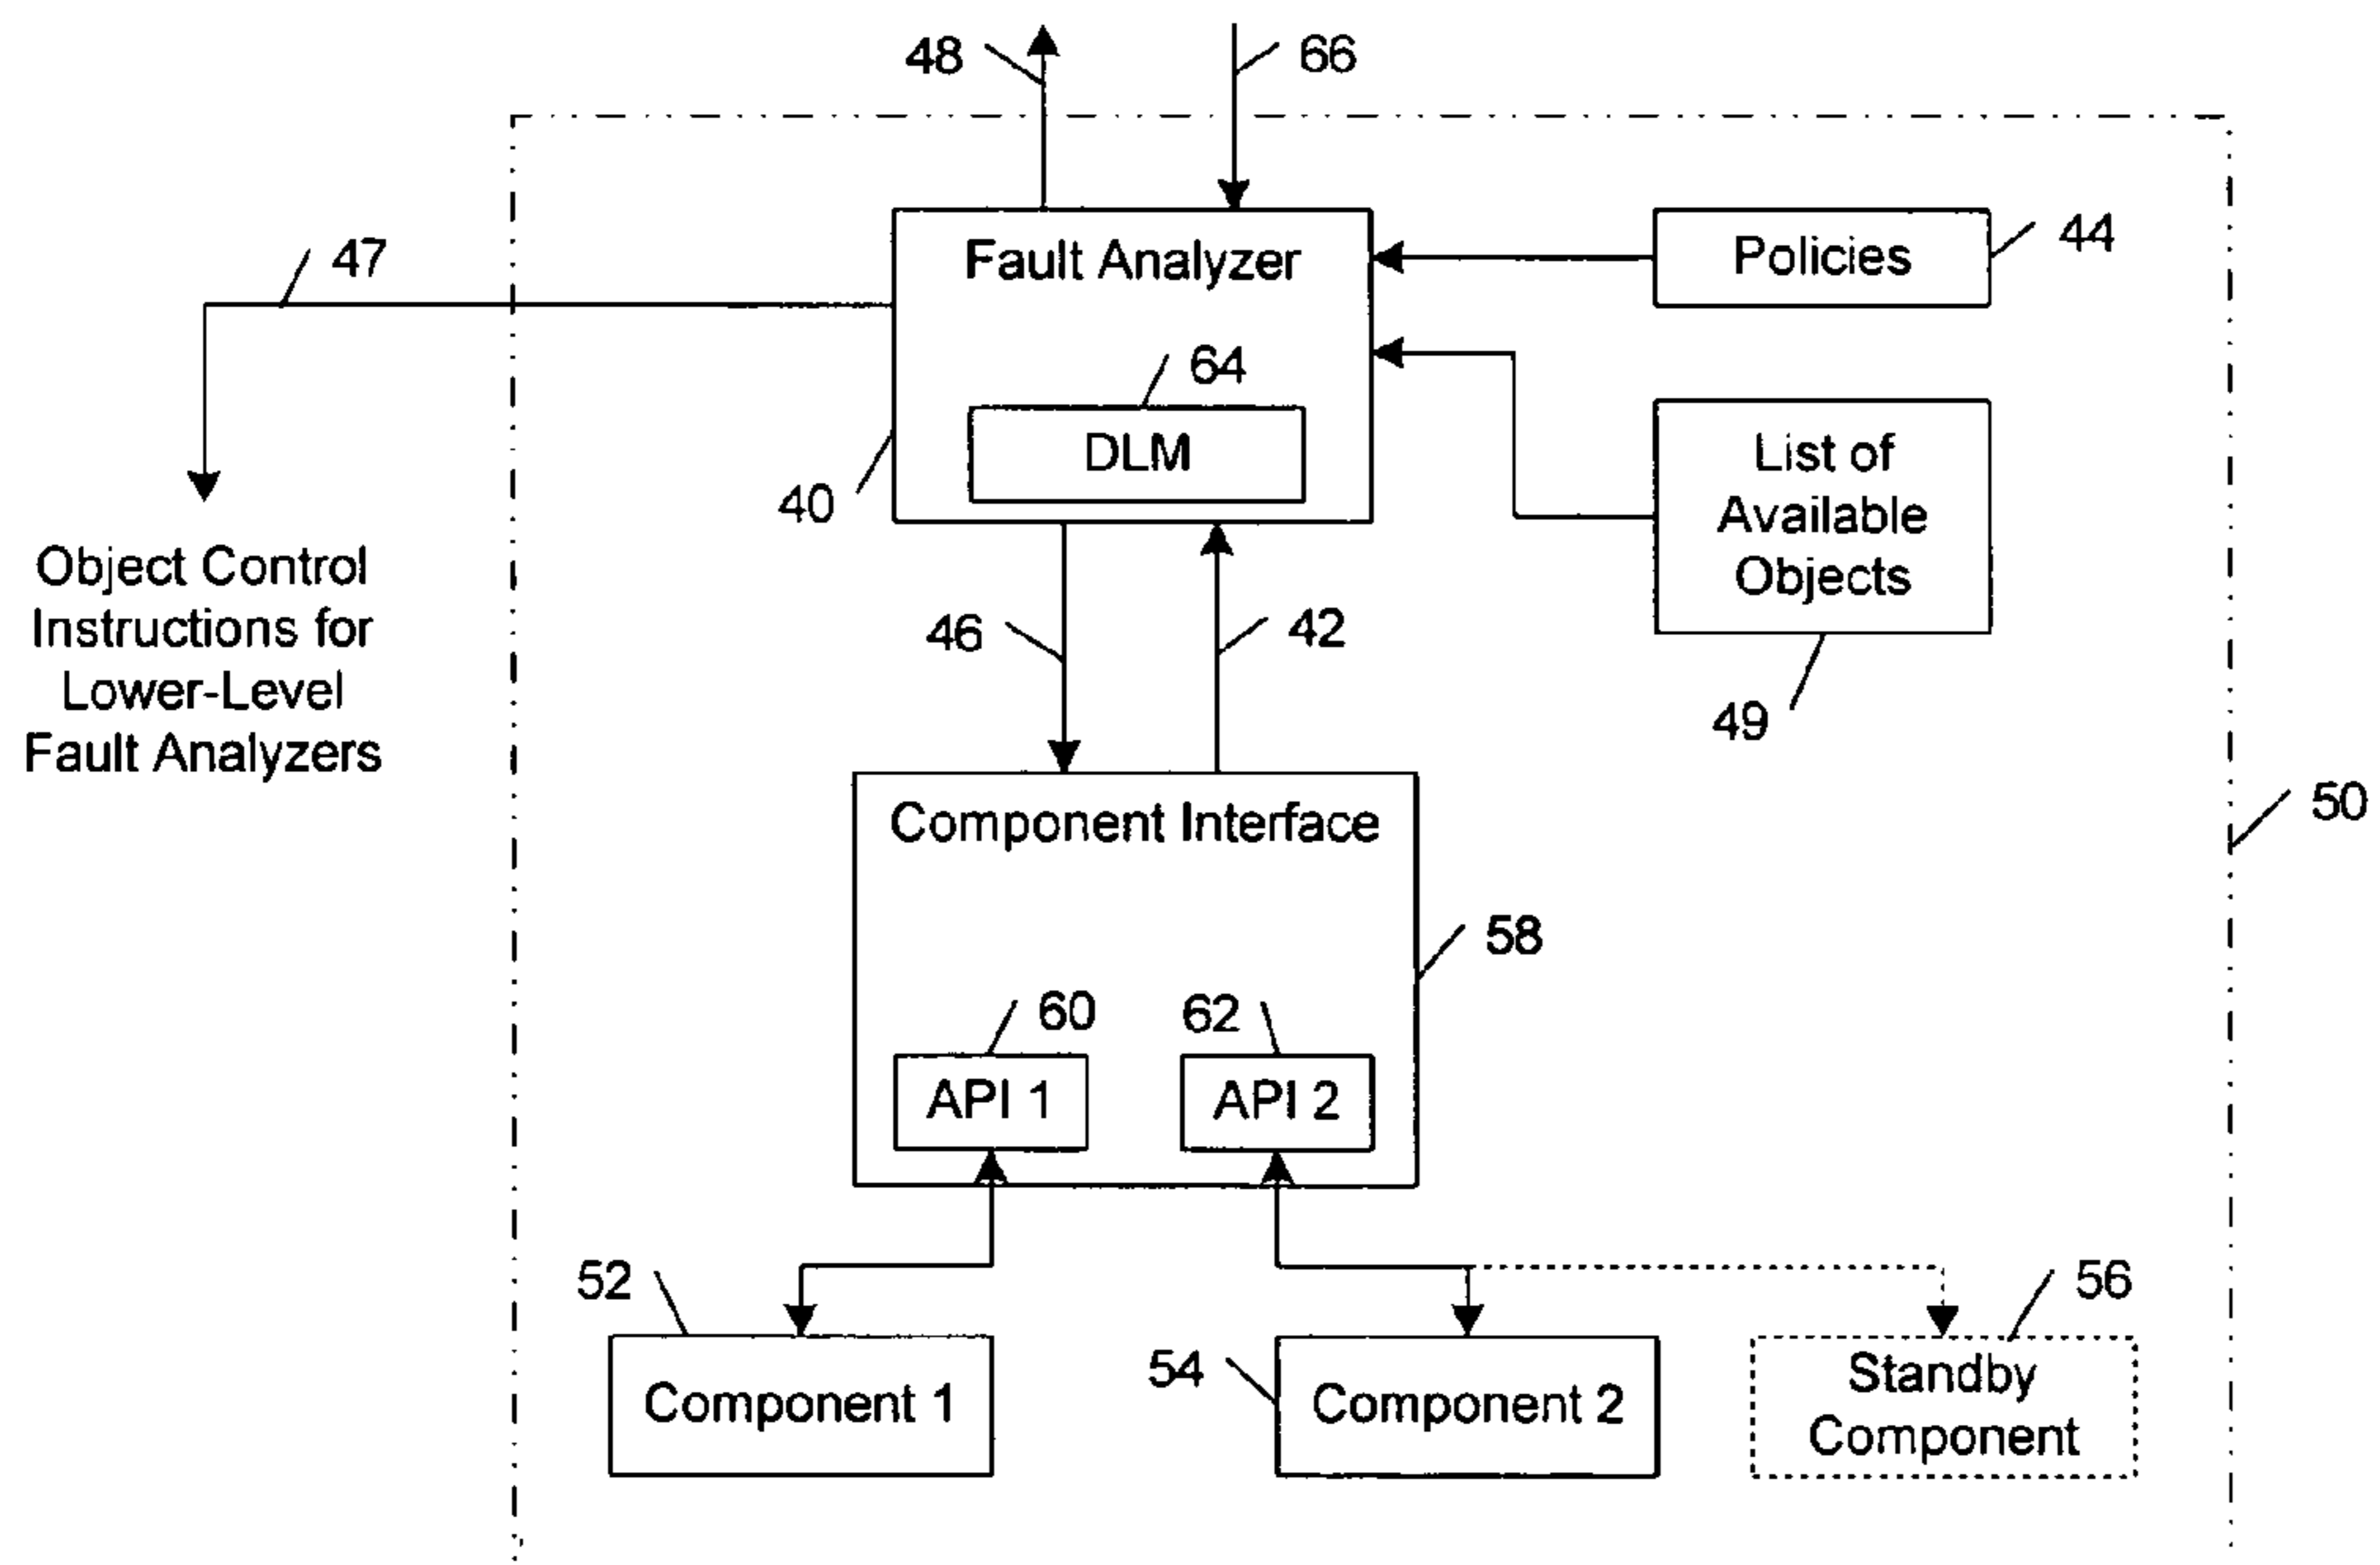 48
66
47
Fault Analyzer
Policies
44
64
DLM
40
List of
Available
Objects
49
Object Control
Instructions for
Lower-Level
Fault Analyzers
46
42
50
Component Interface
58
60
62
API 1
API 2
52
56
54
Component 1
Component 2
Standby
Component